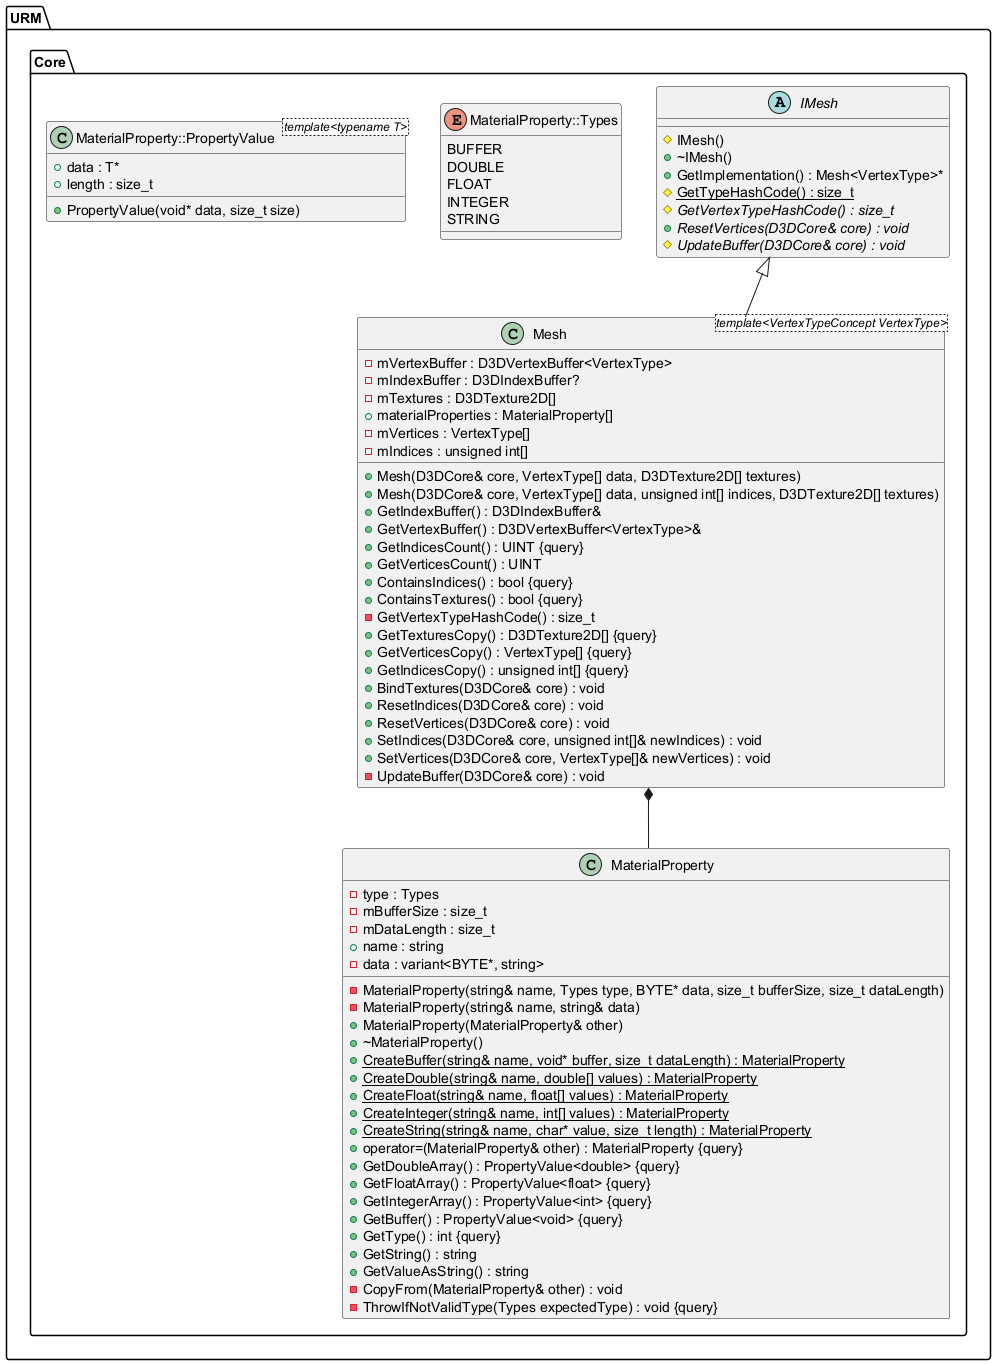 URM
Core
C MaterialProperty::PropertyValue
template<typename T>
data : T*
length : size_t
PropertyValue(void* data, size_t size)
E MaterialProperty::Types
BUFFER
DOUBLE
FLOAT
INTEGER
STRING
A IMesh
IMesh()
~IMesh()
GetImplementation() : Mesh<VertexType>*
GetTypeHashCode() : size_t
GetVertexTypeHashCode() : size_t
ResetVertices(D3DCore& core) : void
UpdateBuffer(D3DCore& core) : void
C Mesh
template<VertexTypeConcept VertexType>
mVertexBuffer : D3DVertexBuffer<VertexType>
mIndexBuffer : D3DIndexBuffer?
mTextures : D3DTexture2D[]
materialProperties : MaterialProperty[]
mVertices : VertexType[]
mIndices : unsigned int[]
Mesh(D3DCore& core, VertexType[] data, D3DTexture2D[] textures)
Mesh(D3DCore& core, VertexType[] data, unsigned int[] indices, D3DTexture2D[] textures)
GetIndexBuffer() : D3DIndexBuffer&
GetVertexBuffer() : D3DVertexBuffer<VertexType>&
GetIndicesCount() : UINT {query}
GetVerticesCount() : UINT
ContainsIndices() : bool {query}
ContainsTextures() : bool {query}
GetVertexTypeHashCode() : size_t
GetTexturesCopy() : D3DTexture2D[] {query}
GetVerticesCopy() : VertexType[] {query}
GetIndicesCopy() : unsigned int[] {query}
BindTextures(D3DCore& core) : void
ResetIndices(D3DCore& core) : void
ResetVertices(D3DCore& core) : void
SetIndices(D3DCore& core, unsigned int[]& newIndices) : void
SetVertices(D3DCore& core, VertexType[]& newVertices) : void
UpdateBuffer(D3DCore& core) : void
C MaterialProperty
type : Types
mBufferSize : size_t
mDataLength : size_t
name : string
data : variant<BYTE*, string>
MaterialProperty(string& name, Types type, BYTE* data, size_t bufferSize, size_t dataLength)
MaterialProperty(string& name, string& data)
MaterialProperty(MaterialProperty& other)
~MaterialProperty()
CreateBuffer(string& name, void* buffer, size_t dataLength) : MaterialProperty
CreateDouble(string& name, double[] values) : MaterialProperty
CreateFloat(string& name, float[] values) : MaterialProperty
CreateInteger(string& name, int[] values) : MaterialProperty
CreateString(string& name, char* value, size_t length) : MaterialProperty
operator=(MaterialProperty& other) : MaterialProperty {query}
GetDoubleArray() : PropertyValue<double> {query}
GetFloatArray() : PropertyValue<float> {query}
GetIntegerArray() : PropertyValue<int> {query}
GetBuffer() : PropertyValue<void> {query}
GetType() : int {query}
GetString() : string
GetValueAsString() : string
CopyFrom(MaterialProperty& other) : void
ThrowIfNotValidType(Types expectedType) : void {query}